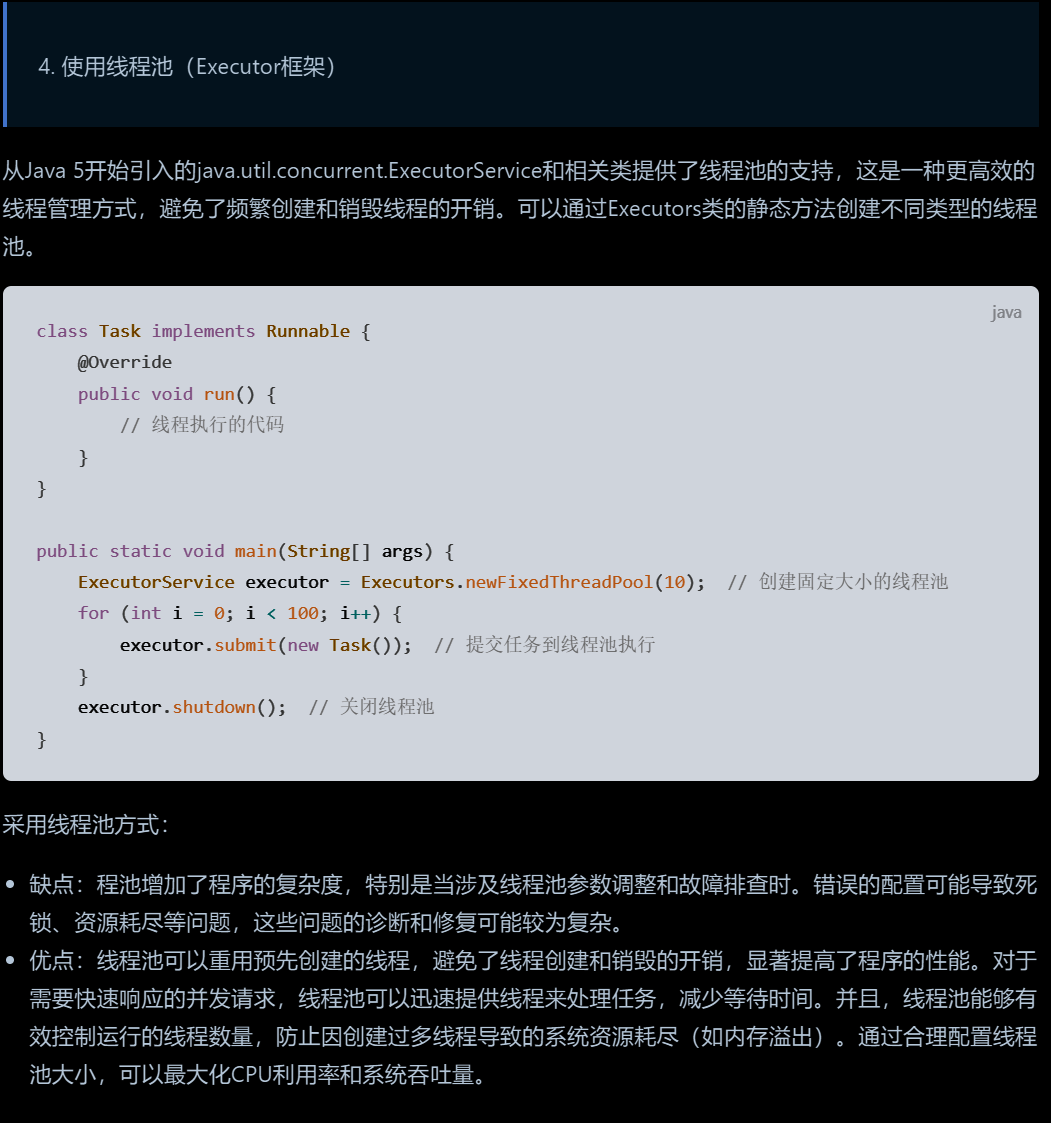 4. 使用线程池（Executor框架）
从Java 5开始引入的java.util.concurrent.ExecutorService和相关类提供了线程池的支持，这是一种更高效的
线程管理方式，避免了频繁创建和销毁线程的开销。可以通过Executors类的静态方法创建不同类型的线程
池。
java
class Task implements Runnable {
    @Override
    public void run() {
        // 线程执行的代码
    }
}
public static void main(String[] args) {
    ExecutorService executor = Executors.newFixedThreadPool(10);  // 创建固定大小的线程池
    for (int i = 0; i < 100; i++) {
        executor.submit(new Task());  // 提交任务到线程池执行
    }
    executor.shutdown();  // 关闭线程池
}
采用线程池方式：
• 缺点：程池增加了程序的复杂度，特别是当涉及线程池参数调整和故障排查时。错误的配置可能导致死
锁、资源耗尽等问题，这些问题的诊断和修复可能较为复杂。
• 优点：线程池可以重用预先创建的线程，避免了线程创建和销毁的开销，显著提高了程序的性能。对于
需要快速响应的并发请求，线程池可以迅速提供线程来处理任务，减少等待时间。并且，线程池能够有
效控制运行的线程数量，防止因创建过多线程导致的系统资源耗尽（如内存溢出）。通过合理配置线程
池大小，可以最大化CPU利用率和系统吞吐量。